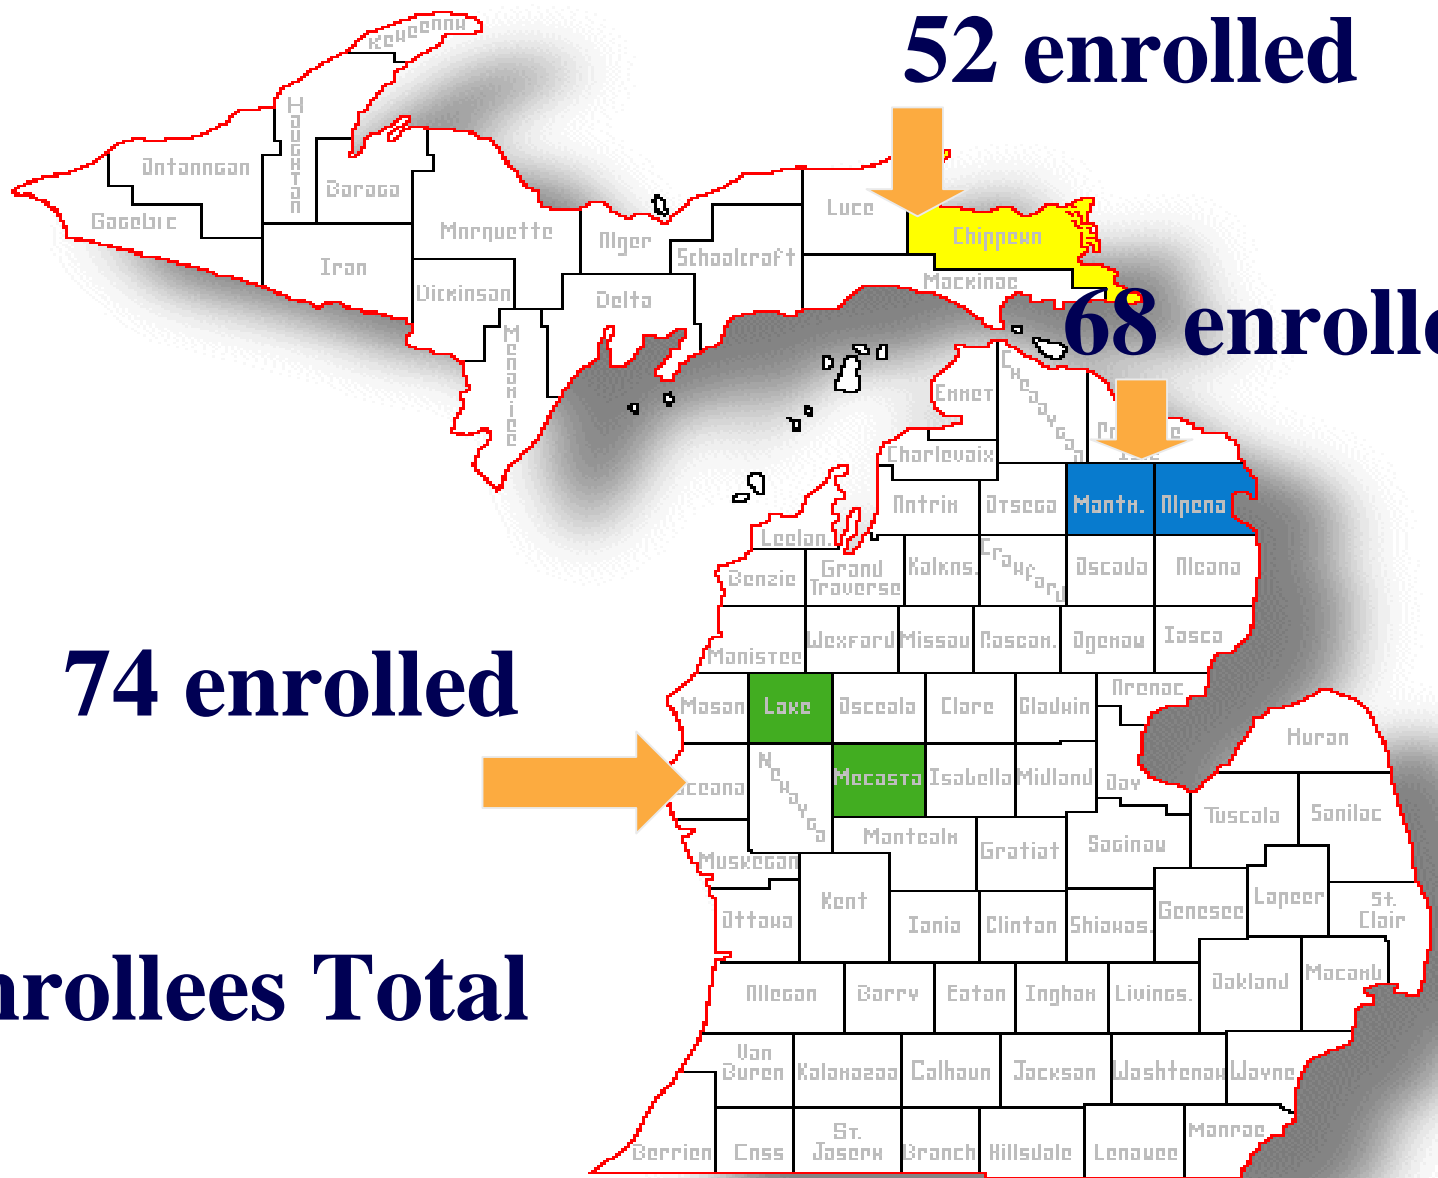 52 enrolled
Keweenaw
Houghton
Ontonagon
Baraga
Gogebic
Luce
Marquette
Alger
Chippewa
Schoolcraft
Iron
Mackinac
Dickinson
Delta
68 enrolle
Menominee
Cheboygan
Emmet
Charlevoix
Antrim
Otsego
Montm.
Alpena
Leelan.
Crawford
Benzie
Grand
Traverse
Kalkns.
Oscoda
Alcona
Manistee
Wexford
Missau
Roscom.
Ogemaw
Iosco
74 enrolled
Mason
Lake
Osceola
Clare
Gladwin
Arenac
Huron
Newaygo
Mecosta
Isabella
Midland
Bay
ceana
Tuscola
Sanilac
Montcalm
Gratiot
Saginaw
Muskegon
Kent
Lapeer
St.
Clair
Ottawa
Ionia
Clinton
Shiawas.
Genesee
nrollees Total
Allegan
Barry
Eaton
Ingham
Livings.
Oakland
Macomb
Van
Buren
Kalamazoo
Calhoun
Jackson
Washtenaw
Wayne
Berrien
Cass
St.
Joseph
Branch
Hillsdale
Lenawee
Monroe